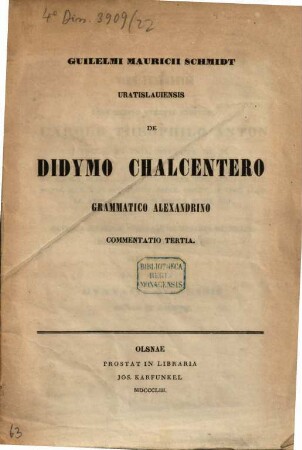 4° Diss. 3909/22
GUILELMI MAURICII SCHMIDT
URATISLAUIENSIS
DE
DIDYMO CHALCENTERO
GRAMMATICO ALEXANDRINO
COMMENTATIO TERTIA.
BIBLIOTHECA
REGIA
MONACENSIS
OLSNAE
PROSTAT IN LIBRARIA
JOS. KARFUNKEL
MDCCCLIII.
63